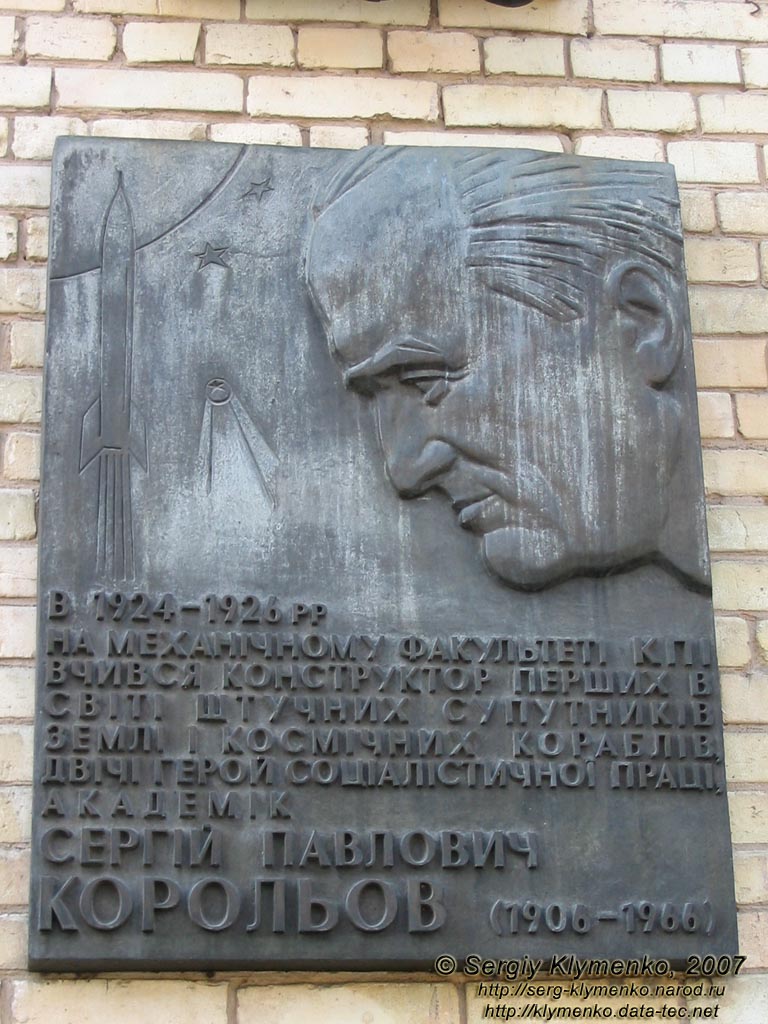 В 1924–1926 РР
НА МЕХАНІЧНОМУ ФАКУЛЬТЕТІ КПІ
ВЧИВСЯ КОНСТРУКТОР ПЕРШИХ В
СВІТІ ШТУЧНИХ СУПУТНИКІВ
ЗЕМЛІ І КОСМІЧНИХ КОРАБЛІВ,
ДВІЧІ ГЕРОЙ СОЦІАЛІСТИЧНОЇ ПРАЦІ,
АКАДЕМІК
СЕРГІЙ ПАВЛОВИЧ
КОРОЛЬОВ (1906–1966)
© Sergiy Klymenko, 2007
http://serg-klymenko.narod.ru
http://klymenko.data-tec.net